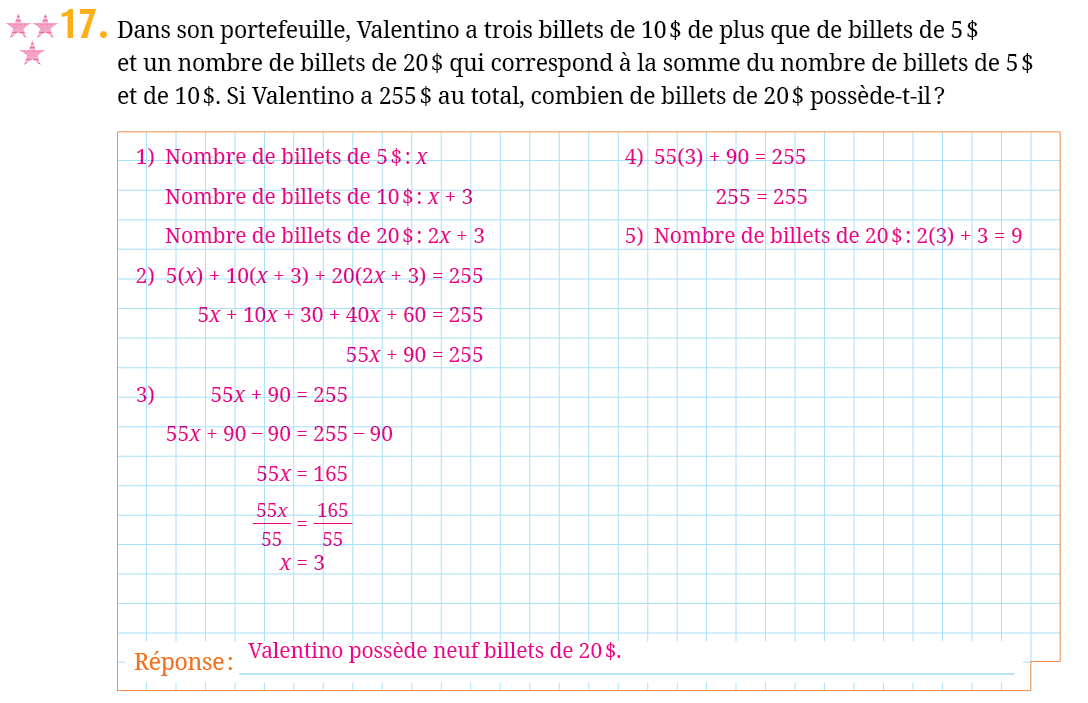 17. Dans son portefeuille, Valentino a trois billets de 10 $ de plus que de billets de 5 $
et un nombre de billets de 20 $ qui correspond à la somme du nombre de billets de 5 $
et de 10 $. Si Valentino a 255 $ au total, combien de billets de 20 $ possède-t-il ?
1) Nombre de billets de 5 $ : x
Nombre de billets de 10 $ : x + 3
Nombre de billets de 20 $ : 2x + 3
2) 5(x) + 10(x + 3) + 20(2x + 3) = 255
5x + 10x + 30 + 40x + 60 = 255
55x + 90 = 255
3) 55x + 90 = 255
55x + 90 – 90 = 255 – 90
55x = 165
55x/55 = 165/55
x = 3
4) 55(3) + 90 = 255
255 = 255
5) Nombre de billets de 20 $ : 2(3) + 3 = 9
Réponse : Valentino possède neuf billets de 20 $.